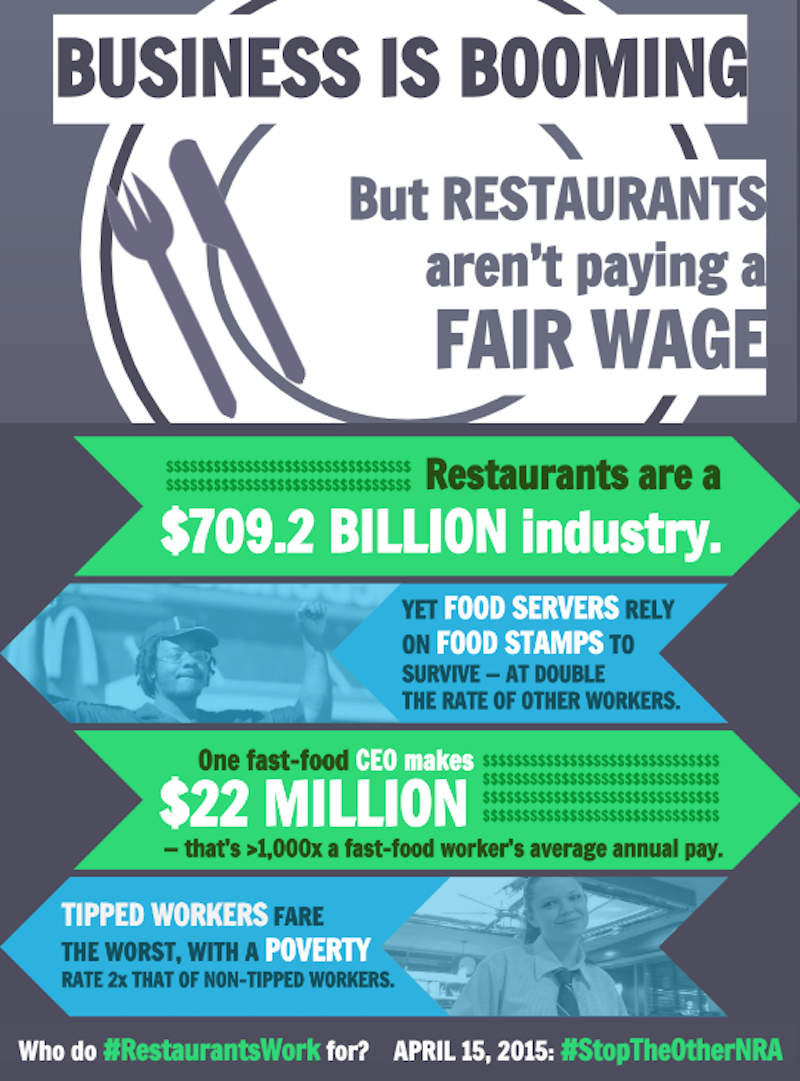 BUSINESS IS BOOMING
But RESTAURANTS
aren't paying a
FAIR WAGE
$$$$$$$$$$$$$$$$$$$$$$$$$$$$$$$ Restaurants are a
$$$$$$$$$$$$$$$$$$$$$$$$$$$$$$$
$709.2 BILLION industry.
YET FOOD SERVERS RELY
ON FOOD STAMPS TO
SURVIVE – AT DOUBLE
THE RATE OF OTHER WORKERS.
One fast-food CEO makes
$22 MILLION
$$$$$$$$$$$$$$$$$$$$$$$$$$$$$$
$$$$$$$$$$$$$$$$$$$$$$$$$$$$$$
$$$$$$$$$$$$$$$$$$$$$$$$$$$$$$
$$$$$$$$$$$$$$$$$$$$$$$$$$$$$$
– that's >1,000x a fast-food worker's average annual pay.
TIPPED WORKERS FARE
THE WORST, WITH A POVERTY
RATE 2x THAT OF NON-TIPPED WORKERS.
Who do #RestaurantsWork for? APRIL 15, 2015: #StopTheOtherNRA